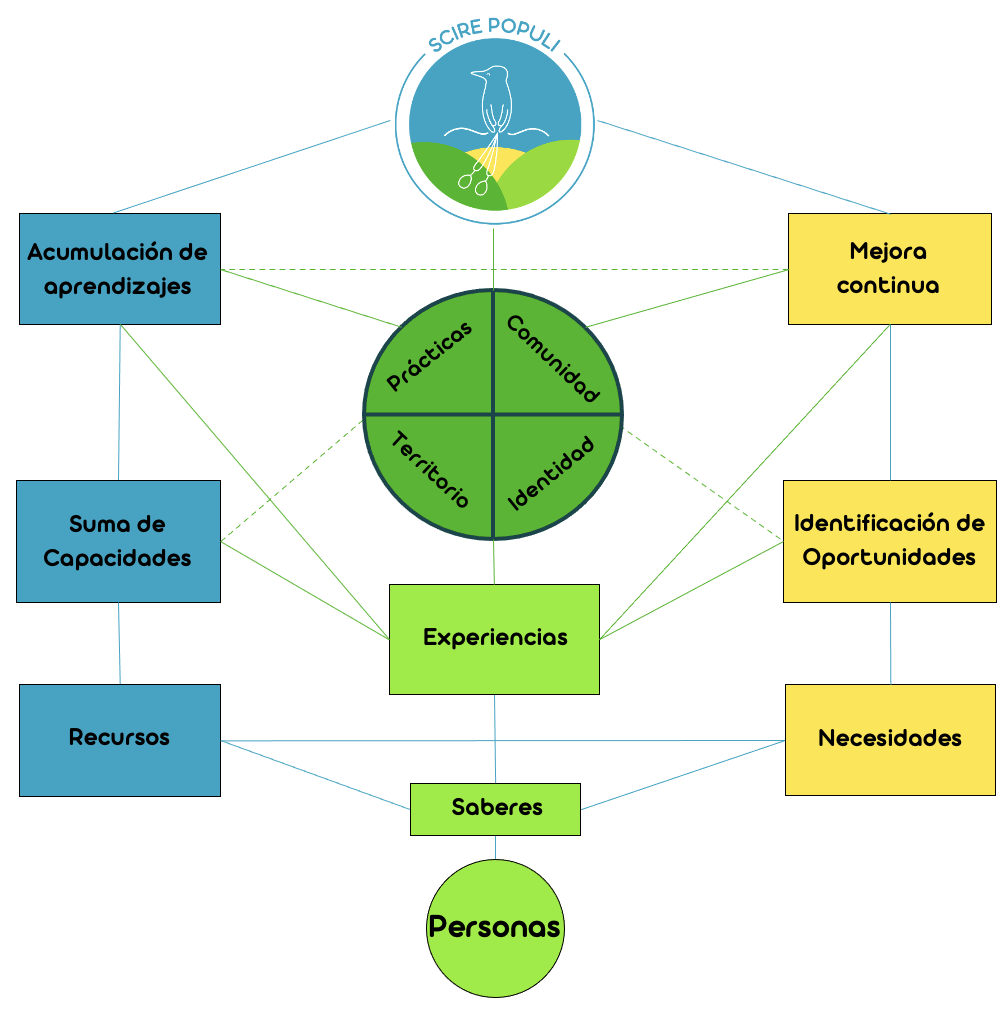 SCIRE POPULI
Acumulación de
aprendizajes
Mejora
continua
Prácticas
Comunidad
Territorio
Identidad
Suma de
Capacidades
Identificación de
Oportunidades
Experiencias
Recursos
Necesidades
Saberes
Personas